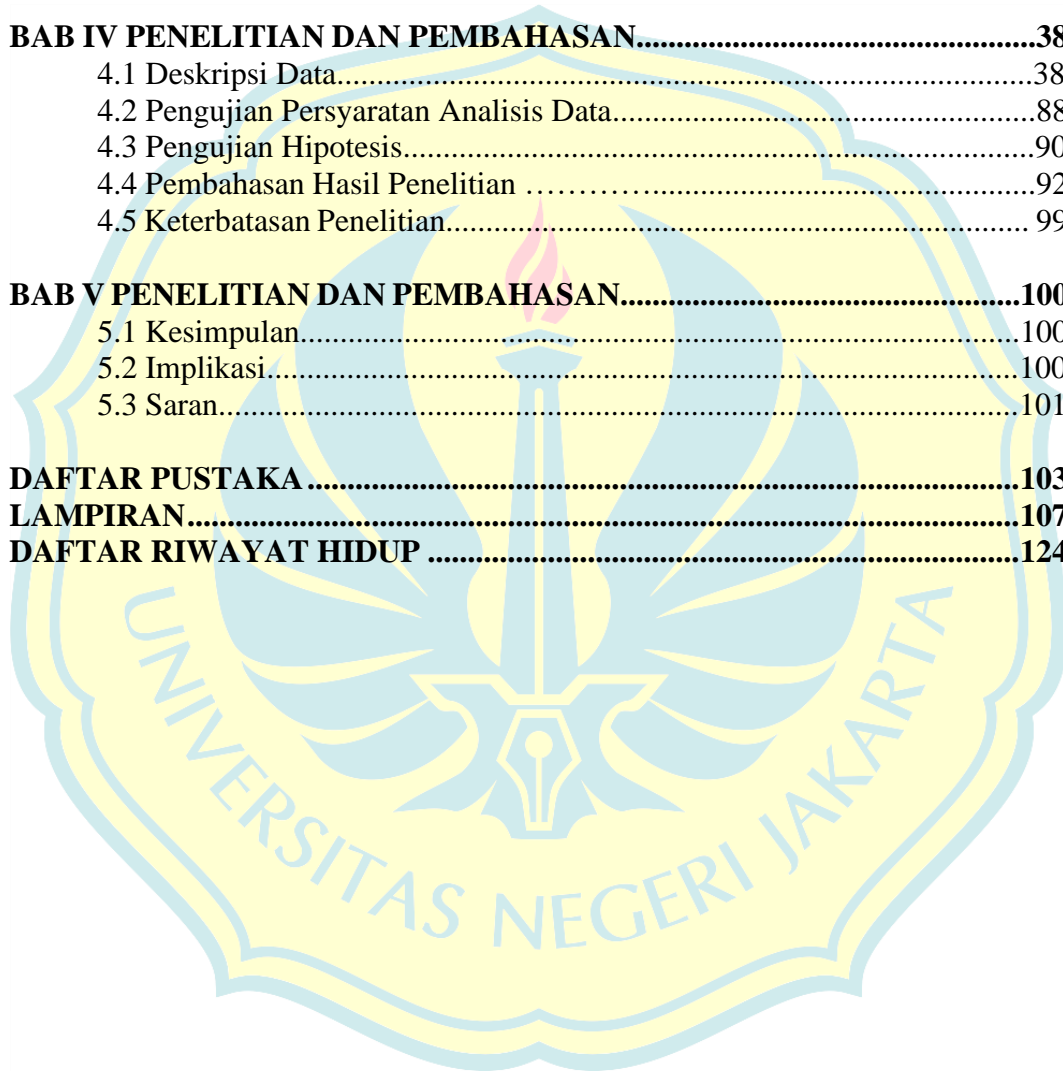 BAB IV PENELITIAN DAN PEMBAHASAN..................................................38
4.1 Deskripsi Data.......................................................................................38
4.2 Pengujian Persyaratan Analisis Data.....................................................88
4.3 Pengujian Hipotesis...............................................................................90
4.4 Pembahasan Hasil Penelitian ………….................................................92
4.5 Keterbatasan Penelitian......................................................................... 99
BAB V PENELITIAN DAN PEMBAHASAN..................................................100
5.1 Kesimpulan..........................................................................................100
5.2 Implikasi..............................................................................................100
5.3 Saran....................................................................................................101
DAFTAR PUSTAKA .........................................................................................103
LAMPIRAN........................................................................................................107
DAFTAR RIWAYAT HIDUP ..........................................................................124
UNIVERSITAS NEGERI JAKARTA